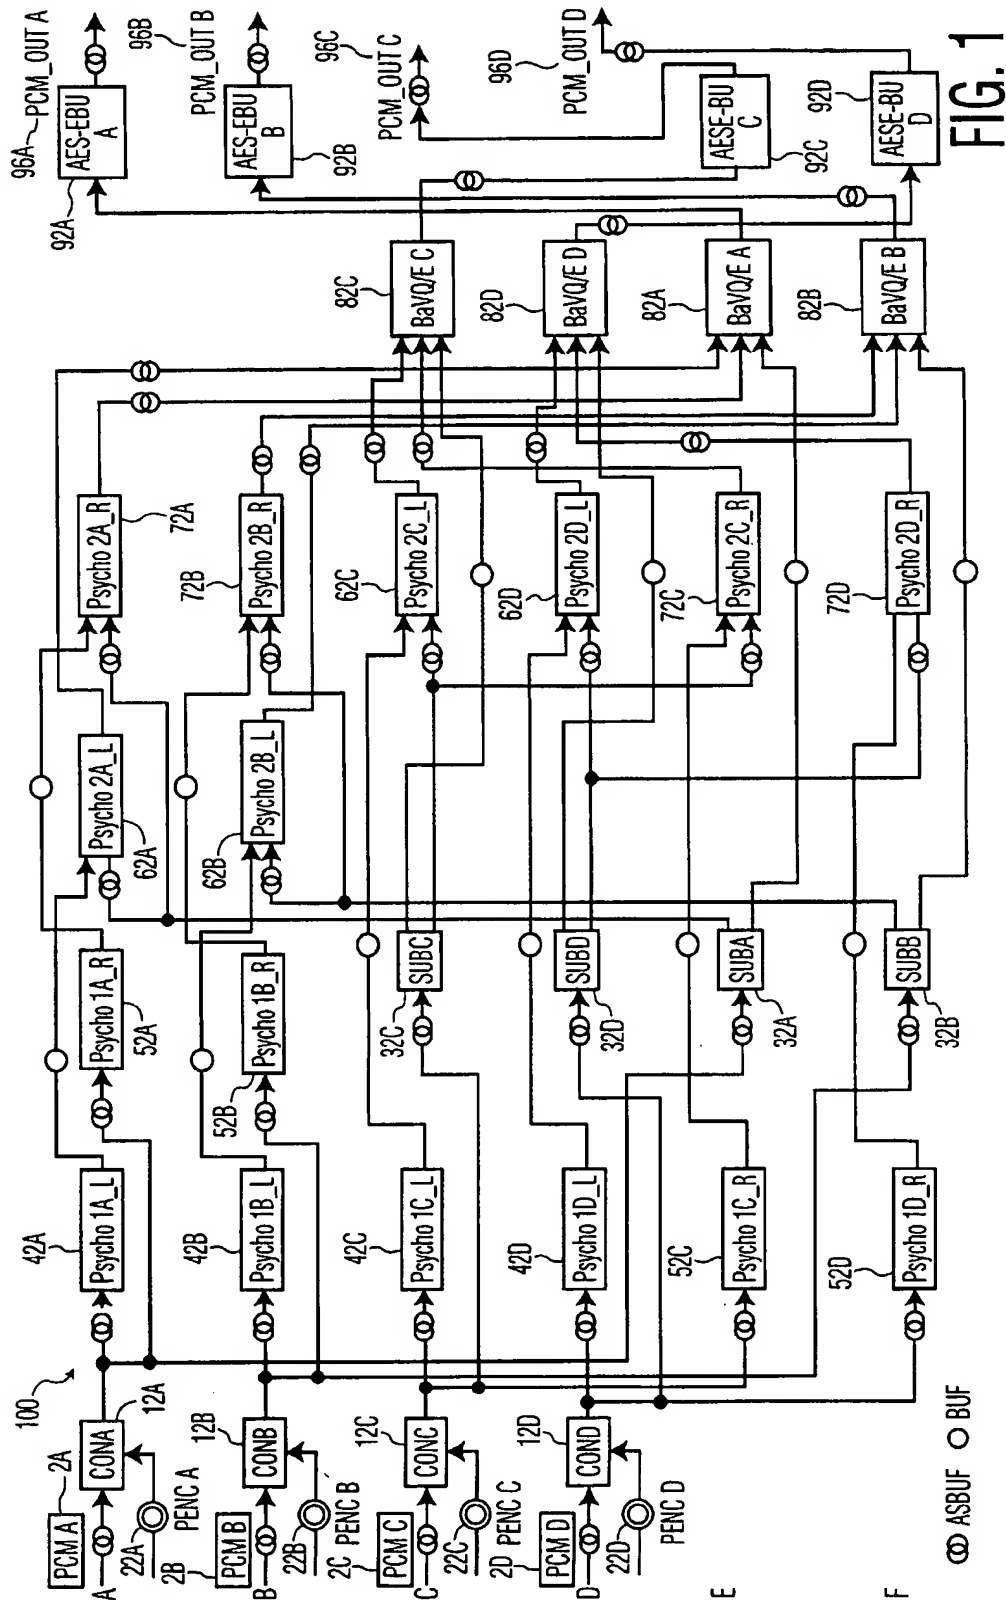 100
A
PCM A
2A
CONA
12A
22A
PENC A
42A
Psycho 1A_L
Psycho 1A_R
52A
Psycho 2A_L
62A
Psycho 2A_R
72A
92A
AES-EBU A
96A
PCM_OUT A
B
2B
PCM B
CONB
12B
22B
PENC B
42B
Psycho 1B_L
52B
Psycho 1B_R
62B
Psycho 2B_L
72B
Psycho 2B_R
AES-EBU B
92B
PCM_OUT B
96B
C
2C
PCM C
CONC
12C
22C
PENC C
42C
Psycho 1C_L
32C
SUBC
62C
Psycho 2C_L
82C
BaVQ/E C
PCM_OUT C
96C
D
2D
PCM D
COND
12D
22D
PENC D
42D
Psycho 1D_L
SUBD
32D
62D
Psycho 2D_L
82D
BaVQ/E D
96D
PCM_OUT D
E
52C
Psycho 1C_R
SUBA
32A
72C
Psycho 2C_R
82A
BaVQ/E A
AESE-BU C
92C
F
52D
Psycho 1D_R
SUBB
32B
72D
Psycho 2D_R
82B
BaVQ/E B
AESE-BU D
92D
ASBUF
BUF
FIG. 1